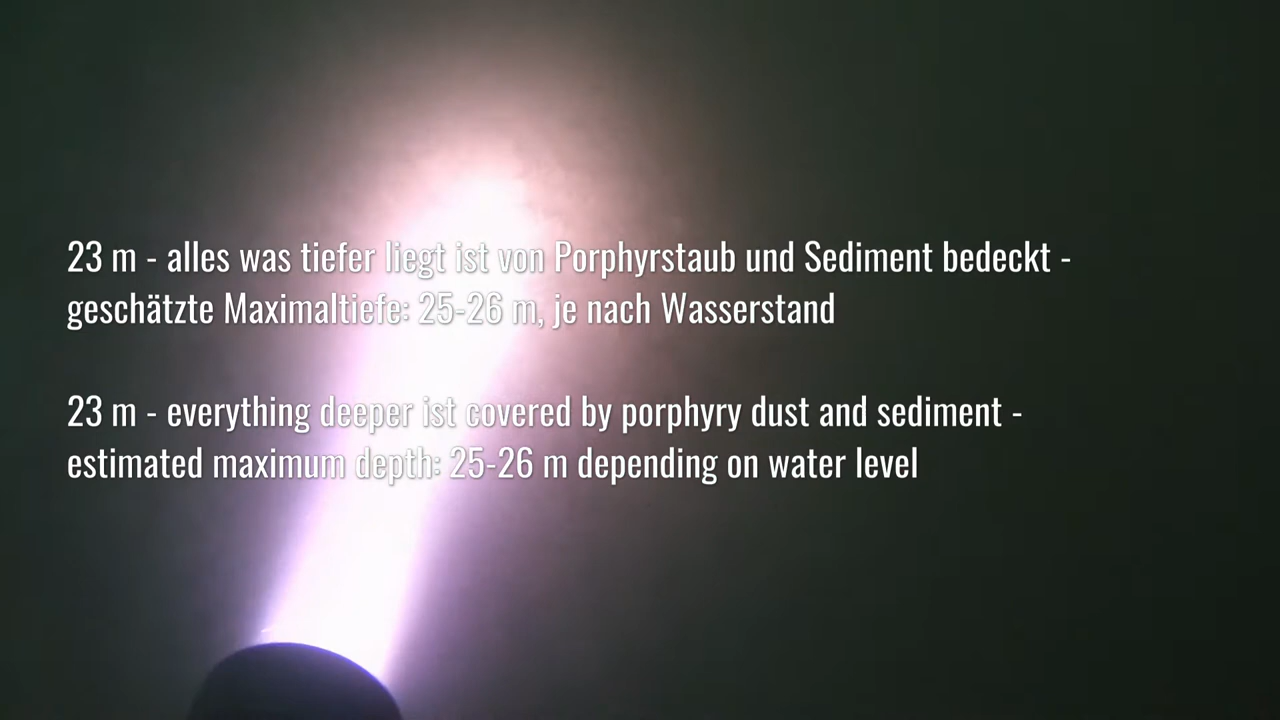 23 m - alles was tiefer liegt ist von Porphyrstaub und Sediment bedeckt -
geschätzte Maximaltiefe: 25-26 m, je nach Wasserstand
23 m - everything deeper ist covered by porphyry dust and sediment -
estimated maximum depth: 25-26 m depending on water level